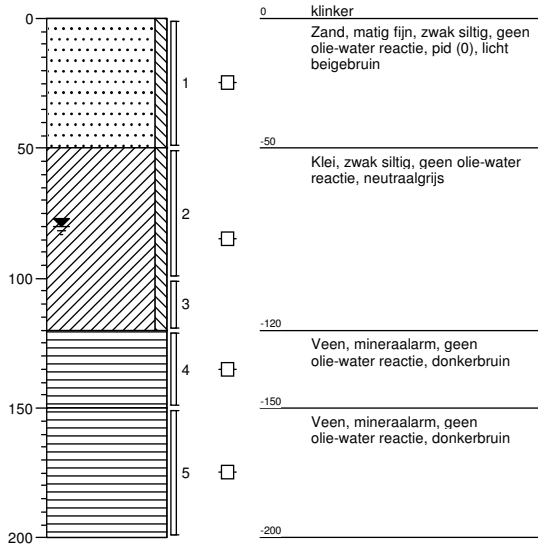 0
0
klinker
Zand, matig fijn, zwak siltig, geen
olie-water reactie, pid (0), licht
beigebruin
1
50
-50
Klei, zwak siltig, geen olie-water
reactie, neutraalgrijs
2
100
3
-120
Veen, mineraalarm, geen
olie-water reactie, donkerbruin
4
150
-150
Veen, mineraalarm, geen
olie-water reactie, donkerbruin
5
200
-200